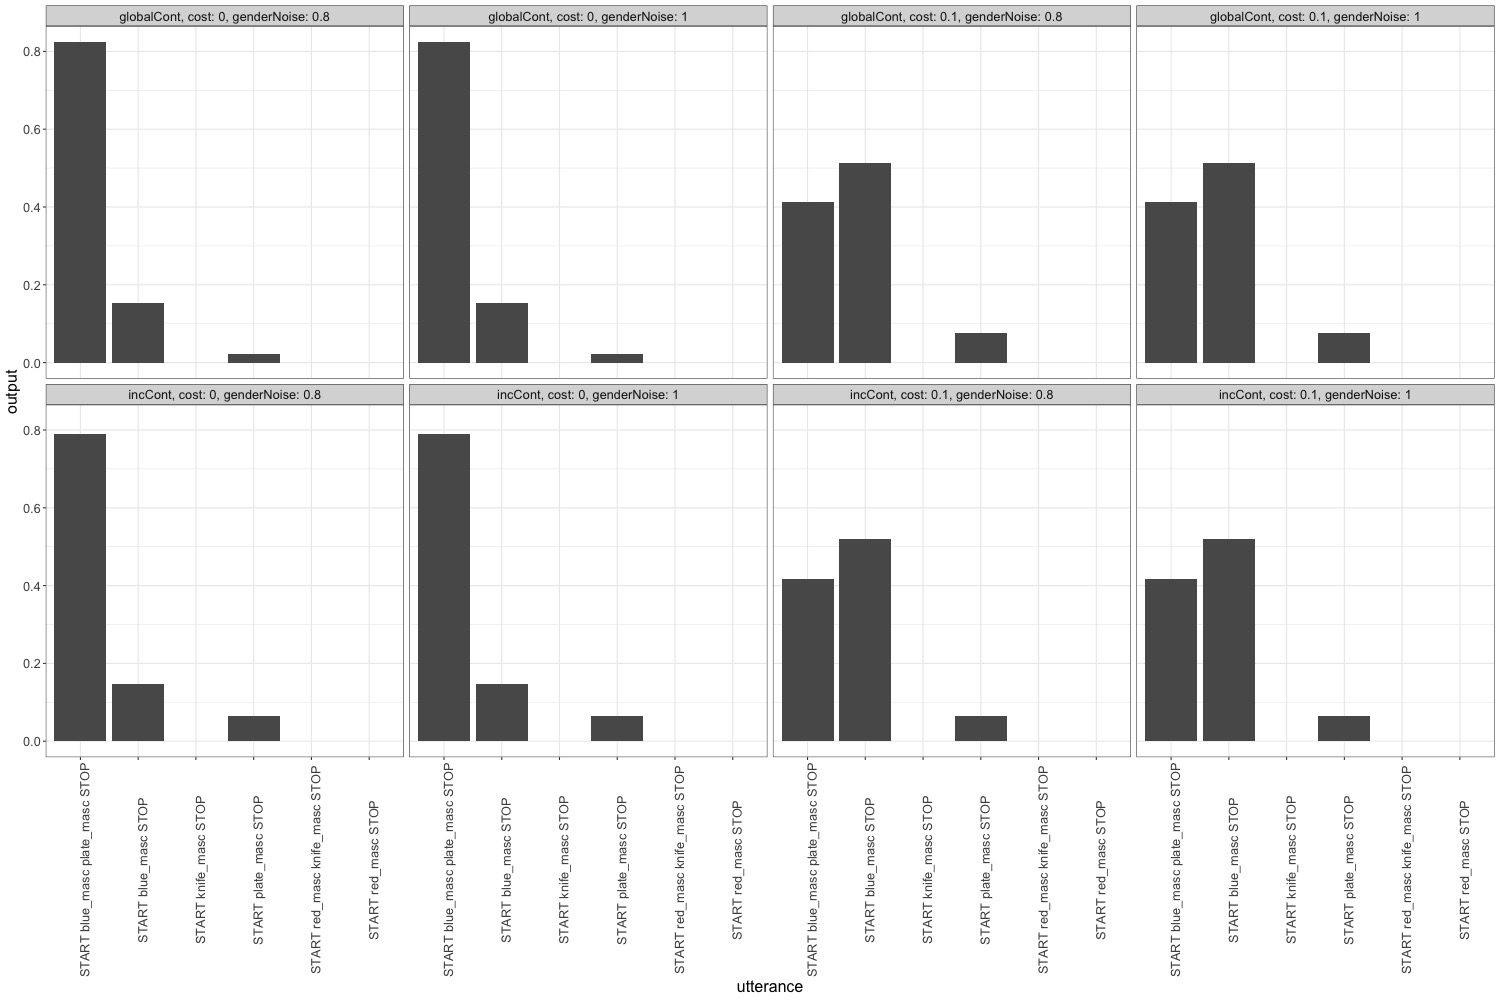 globalCont, cost: 0, genderNoise: 0.8
globalCont, cost: 0, genderNoise: 1
globalCont, cost: 0.1, genderNoise: 0.8
globalCont, cost: 0.1, genderNoise: 1
0.8
0.6
0.4
0.2
0.0
output
incCont, cost: 0, genderNoise: 0.8
incCont, cost: 0, genderNoise: 1
incCont, cost: 0.1, genderNoise: 0.8
incCont, cost: 0.1, genderNoise: 1
0.8
0.6
0.4
0.2
0.0
START blue_masc plate_masc STOP
START blue_masc STOP
START knife_masc STOP
START plate_masc STOP
START red_masc knife_masc STOP
START red_masc STOP
START blue_masc plate_masc STOP
START blue_masc STOP
START knife_masc STOP
START plate_masc STOP
START red_masc knife_masc STOP
START red_masc STOP
START blue_masc plate_masc STOP
START blue_masc STOP
START knife_masc STOP
START plate_masc STOP
START red_masc knife_masc STOP
START red_masc STOP
START blue_masc plate_masc STOP
START blue_masc STOP
START knife_masc STOP
START plate_masc STOP
START red_masc knife_masc STOP
START red_masc STOP
utterance